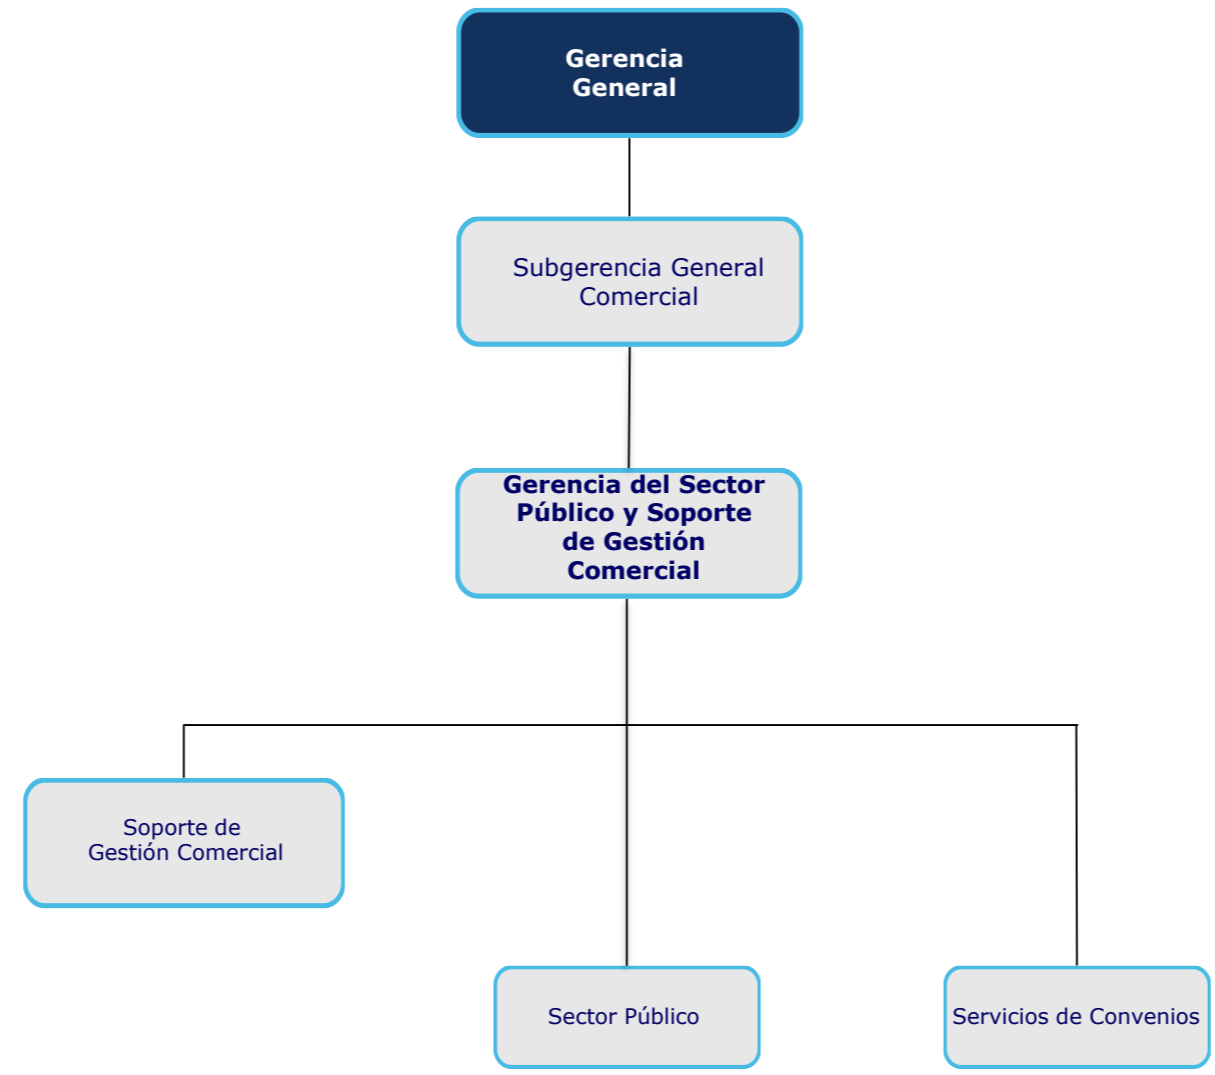 Gerencia
General
Subgerencia General
Comercial
Gerencia del Sector
Público y Soporte
de Gestión
Comercial
Soporte de
Gestión Comercial
Sector Público
Servicios de Convenios